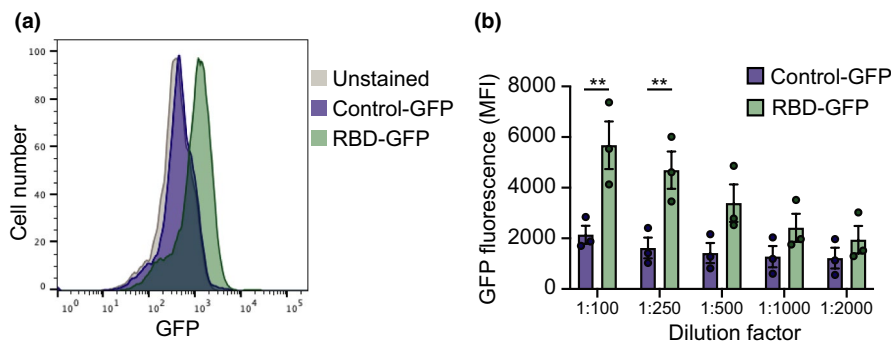 (a)
100
80
60
40
20
0
Cell number
10^0 10^1 10^2 10^3 10^4 10^5
GFP
Unstained
Control-GFP
RBD-GFP
(b)
8000
6000
4000
2000
0
GFP fluorescence (MFI)
** **
Control-GFP
RBD-GFP
1:100 1:250 1:500 1:1000 1:2000
Dilution factor